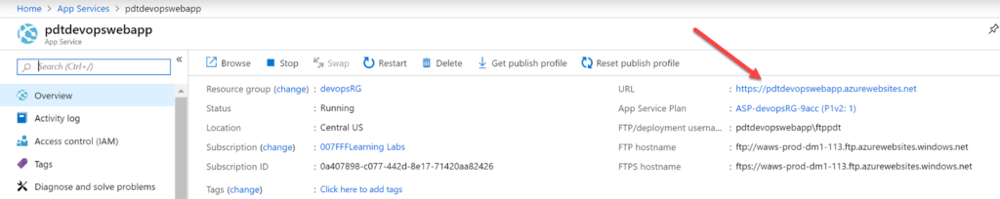 Home > App Services > pdtdevopswebapp
pdtdevopswebapp
App Service
Search (Ctrl+/)
Overview
Activity log
Access control (IAM)
Tags
Diagnose and solve problems
Browse Stop Swap Restart Delete Get publish profile Reset publish profile
Resource group (change) : devopsRG
Status : Running
Location : Central US
Subscription (change) : 007FFFLearning Labs
Subscription ID : 0a407898-c077-442d-8e17-71420aa82426
Tags (change) : Click here to add tags
URL : https://pdtdevopswebapp.azurewebsites.net
App Service Plan : ASP-devopsRG-9acc (P1v2: 1)
FTP/deployment userna... : pdtdevopswebapp\ftppdt
FTP hostname : ftp://waws-prod-dm1-113.ftp.azurewebsites.windows.net
FTPS hostname : ftps://waws-prod-dm1-113.ftp.azurewebsites.windows.net